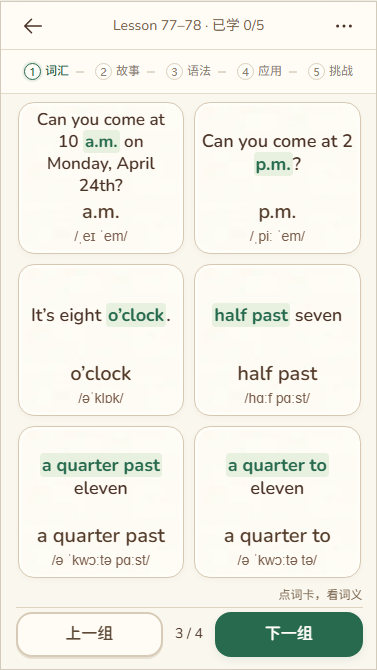 Lesson 77–78 · 已学 0/5
1 词汇 – 2 故事 – 3 语法 – 4 应用 – 5 挑战
Can you come at
10 a.m. on
Monday, April
24th?
a.m.
/ˌeɪ ˈem/
Can you come at 2
p.m.?
p.m.
/ˌpiː ˈem/
It’s eight o’clock.
o’clock
/əˈklɒk/
half past seven
half past
/hɑːf pɑːst/
a quarter past
eleven
a quarter past
/ə ˈkwɔːtə pɑːst/
a quarter to
eleven
a quarter to
/ə ˈkwɔːtə tə/
点词卡，看词义
上一组
3 / 4
下一组